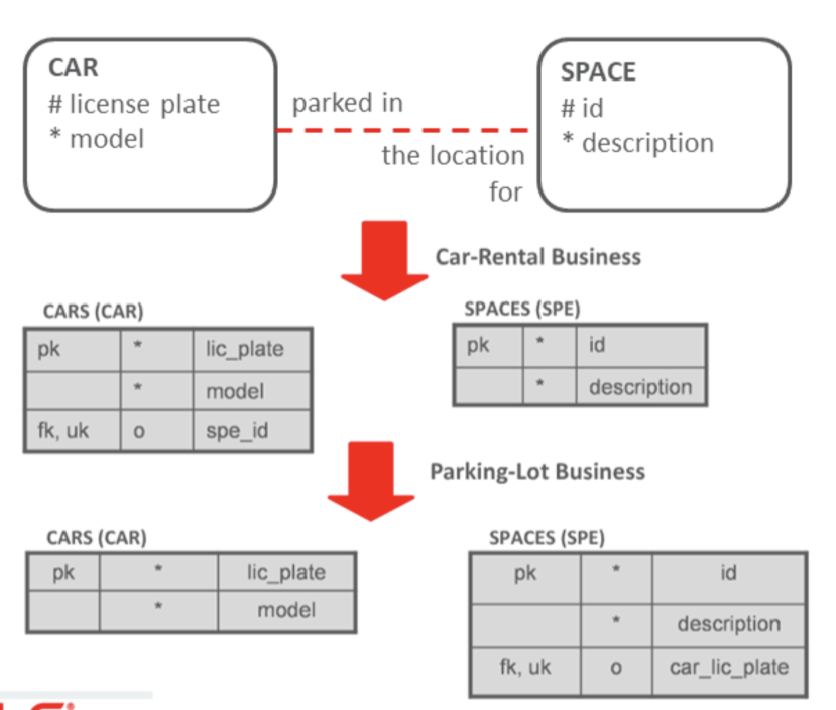 CAR
# license plate
* model
parked in
the location
for
SPACE
# id
* description
Car-Rental Business
CARS (CAR)
pk * lic_plate
* model
fk, uk o spe_id
SPACES (SPE)
pk * id
* description
Parking-Lot Business
CARS (CAR)
pk * lic_plate
* model
SPACES (SPE)
pk * id
* description
fk, uk o car_lic_plate